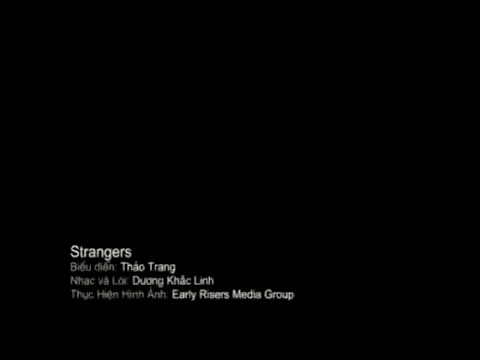 Strangers
Biểu diễn: Thảo Trang
Nhạc và Lời: Dương Khắc Linh
Thực Hiện Hình Ảnh: Early Risers Media Group